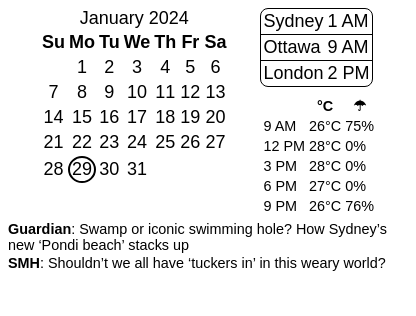 January 2024
Su Mo Tu We Th Fr Sa
1 2 3 4 5 6
7 8 9 10 11 12 13
14 15 16 17 18 19 20
21 22 23 24 25 26 27
28 29 30 31
Sydney 1 AM
Ottawa 9 AM
London 2 PM
°C ☂
9 AM 26°C 75%
12 PM 28°C 0%
3 PM 28°C 0%
6 PM 27°C 0%
9 PM 26°C 76%
Guardian: Swamp or iconic swimming hole? How Sydney’s
new ‘Pondi beach’ stacks up
SMH: Shouldn’t we all have ‘tuckers in’ in this weary world?